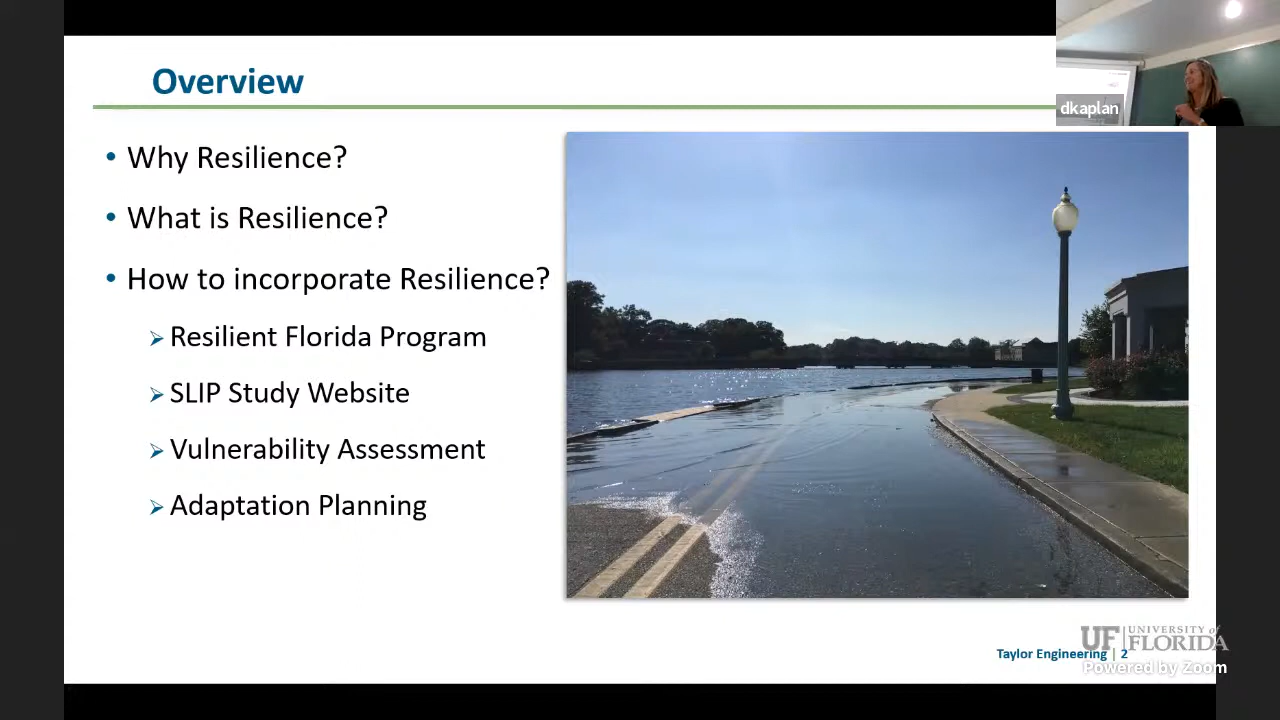 Overview
dkaplan
• Why Resilience?
• What is Resilience?
• How to incorporate Resilience?
➢ Resilient Florida Program
➢ SLIP Study Website
➢ Vulnerability Assessment
➢ Adaptation Planning
Taylor Engineering | 2
UF UNIVERSITY of
FLORIDA
Powered by Zoom